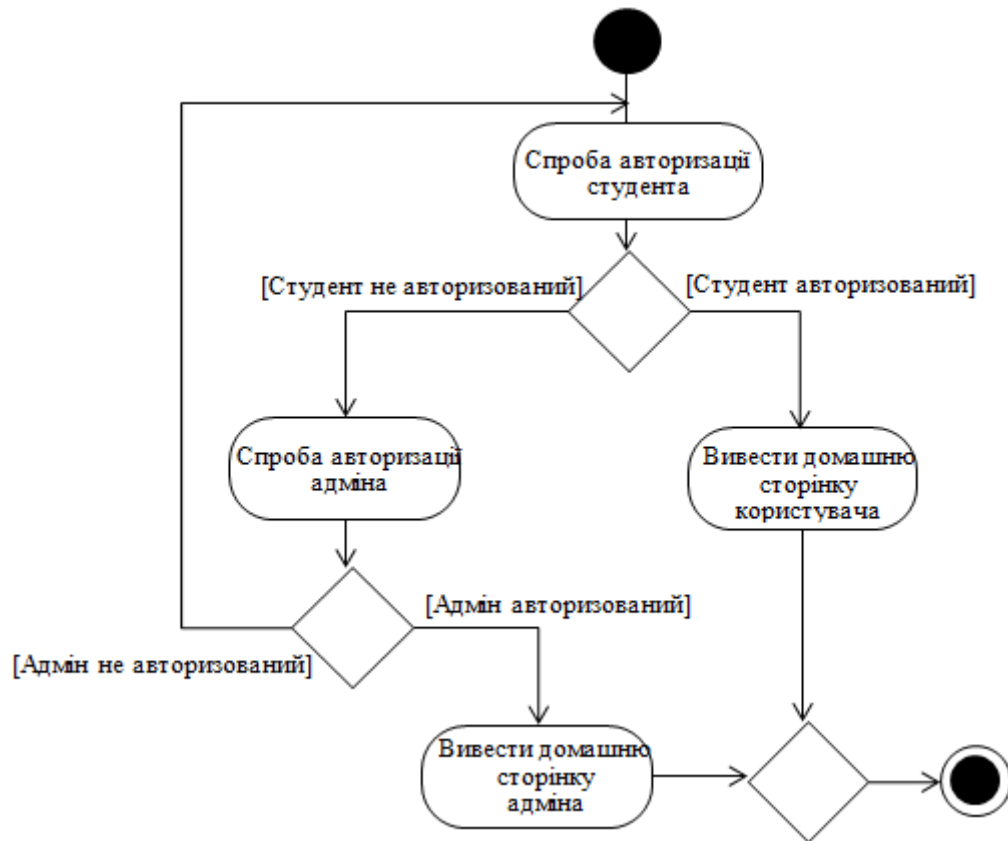 Спроба авторизації
студента
[Студент не авторизований]
[Студент авторизований]
Спроба авторизації
адміна
Вивести домашню
сторінку
користувача
[Адмін авторизований]
[Адмін не авторизований]
Вивести домашню
сторінку
адміна